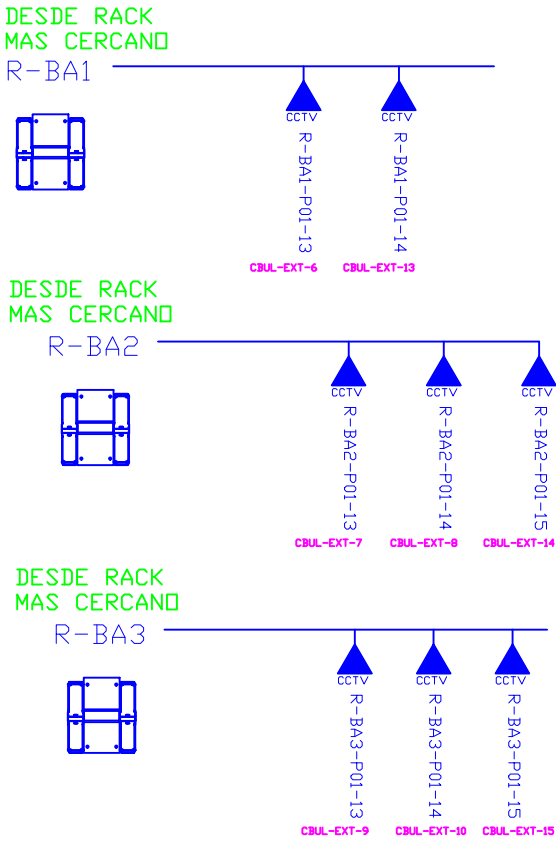 DESDE RACK
MAS CERCANO
R-BA1
CCTV
CCTV
R-BA1-P01-13
R-BA1-P01-14
CBUL-EXT-6
CBUL-EXT-13
DESDE RACK
MAS CERCANO
R-BA2
CCTV
CCTV
CCTV
R-BA2-P01-13
R-BA2-P01-14
R-BA2-P01-15
CBUL-EXT-7
CBUL-EXT-8
CBUL-EXT-14
DESDE RACK
MAS CERCANO
R-BA3
CCTV
CCTV
CCTV
R-BA3-P01-13
R-BA3-P01-14
R-BA3-P01-15
CBUL-EXT-9
CBUL-EXT-10
CBUL-EXT-15